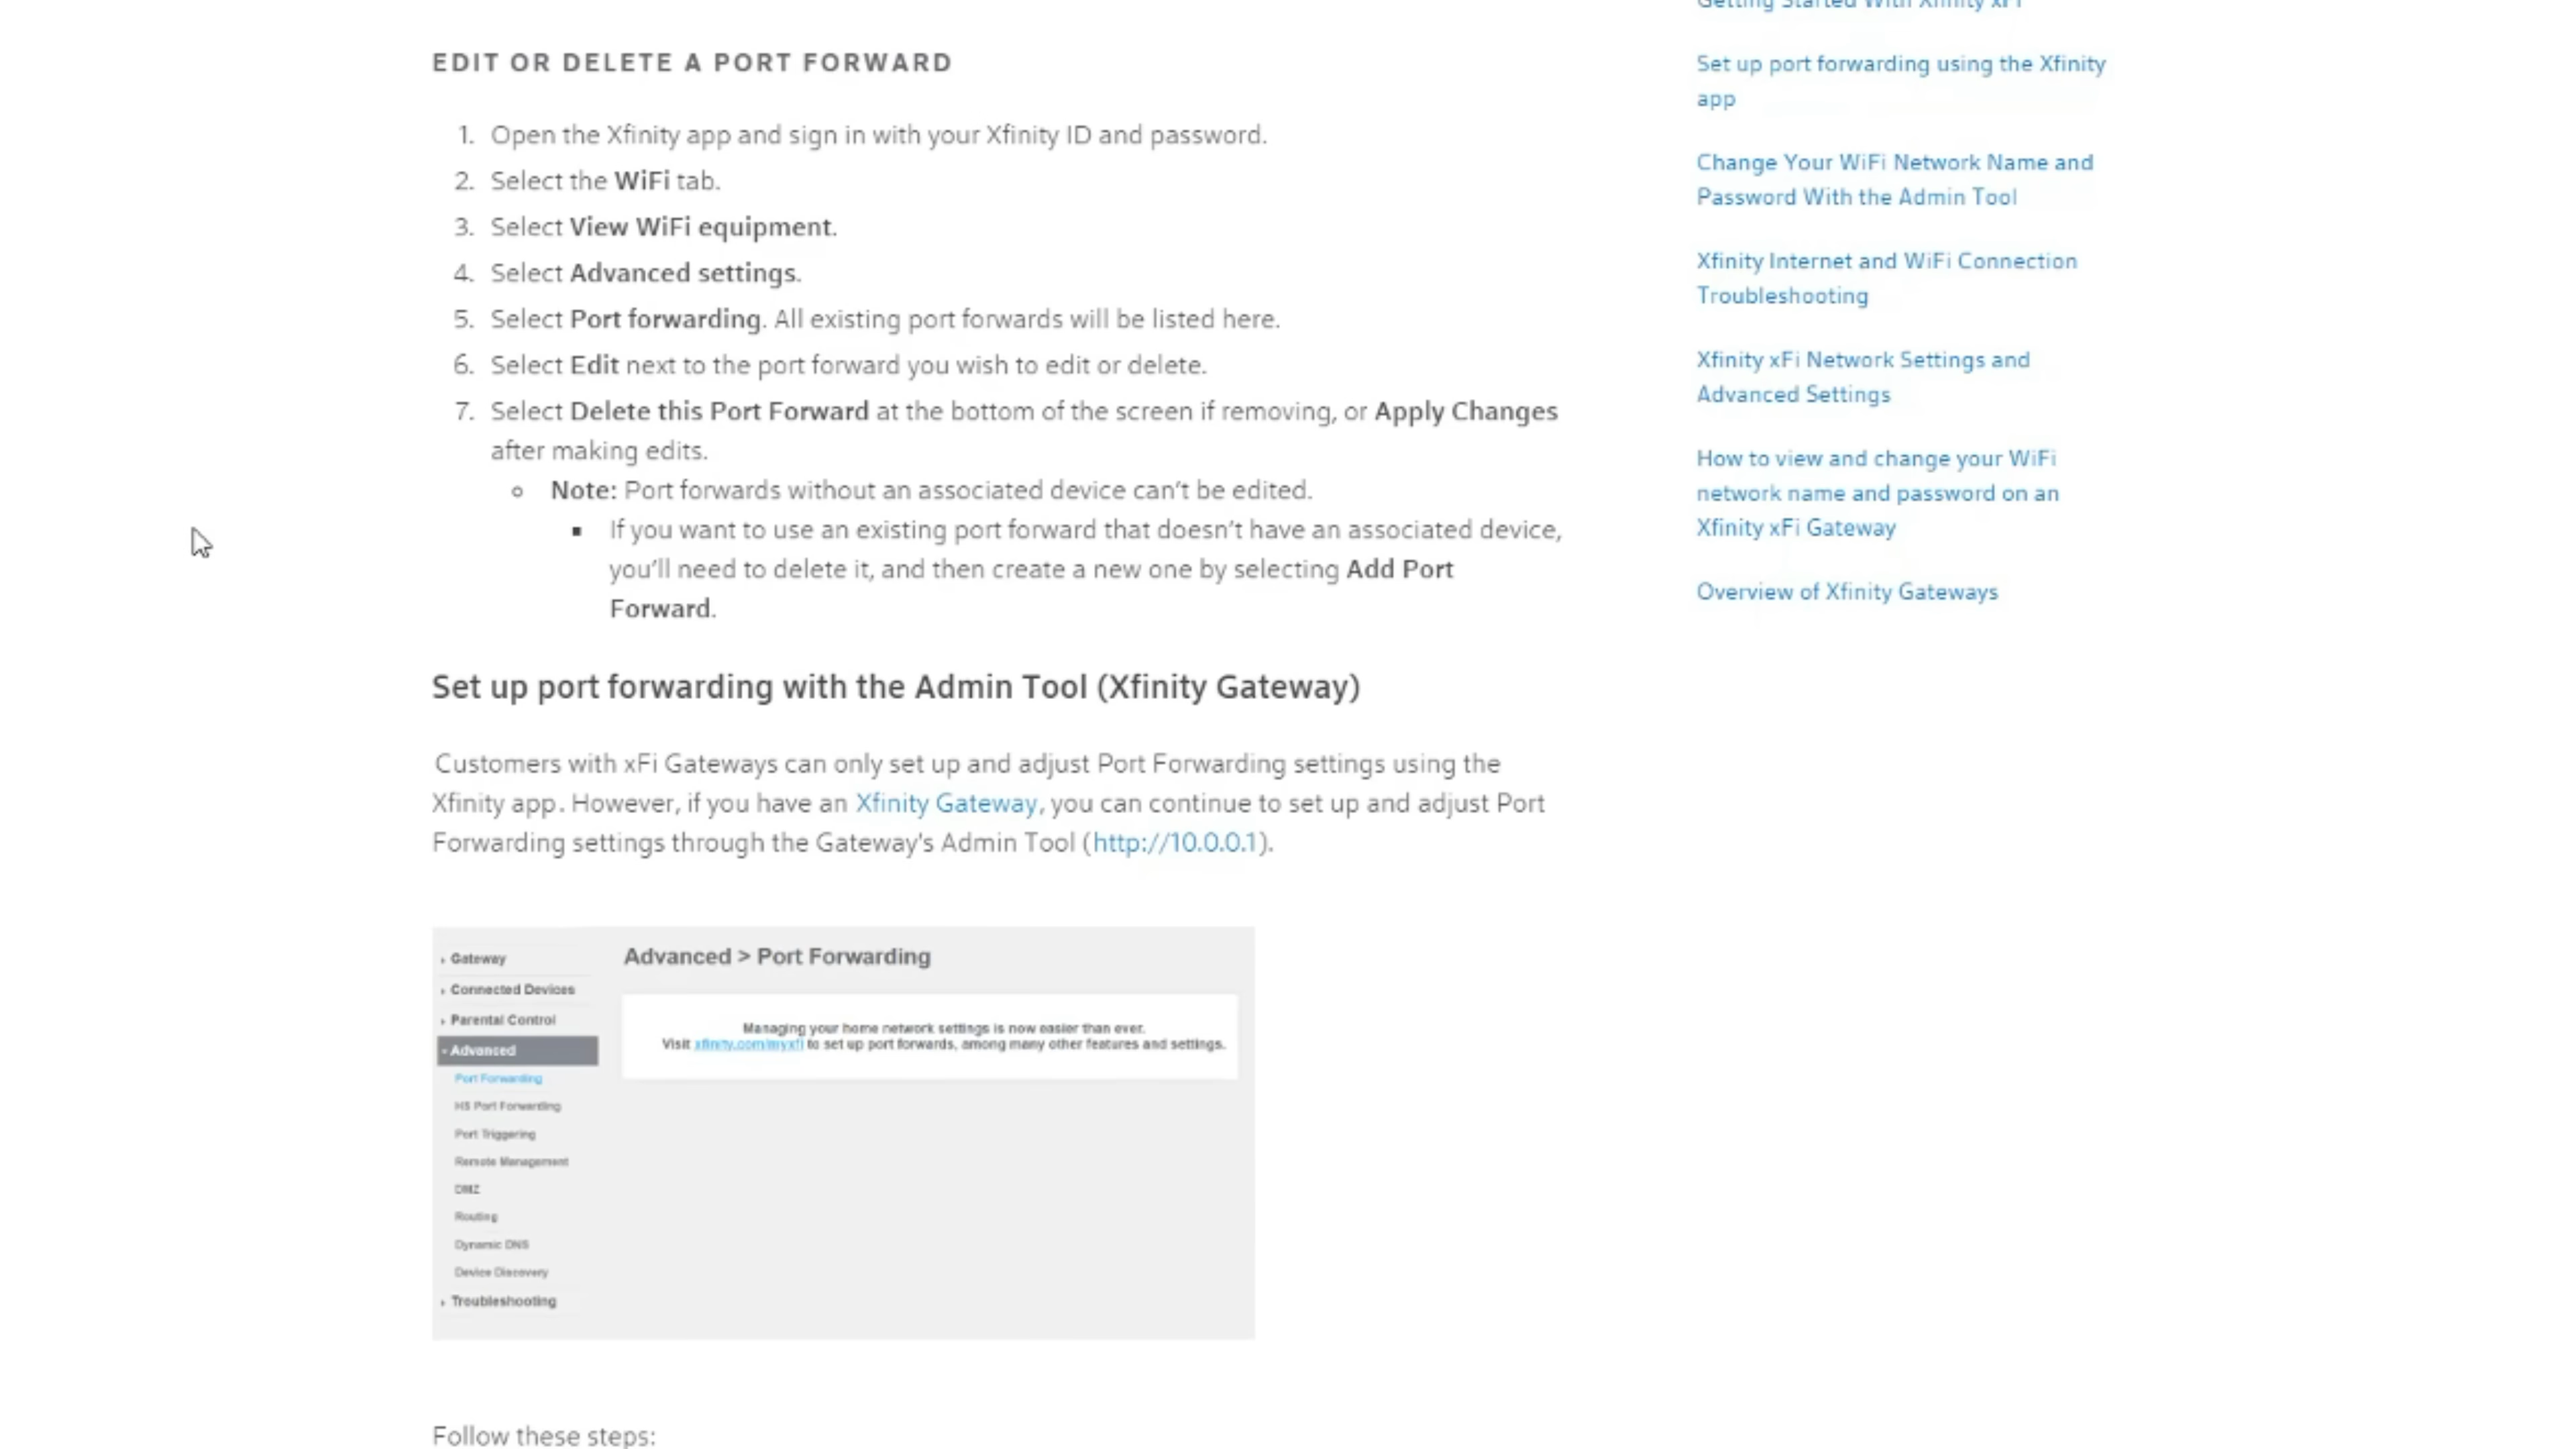 EDIT OR DELETE A PORT FORWARD
1. Open the Xfinity app and sign in with your Xfinity ID and password.
2. Select the WiFi tab.
3. Select View WiFi equipment.
4. Select Advanced settings.
5. Select Port forwarding. All existing port forwards will be listed here.
6. Select Edit next to the port forward you wish to edit or delete.
7. Select Delete this Port Forward at the bottom of the screen if removing, or Apply Changes
after making edits.
Note: Port forwards without an associated device can't be edited.
If you want to use an existing port forward that doesn't have an associated device,
you'll need to delete it, and then create a new one by selecting Add Port
Forward.
Set up port forwarding with the Admin Tool (Xfinity Gateway)
Customers with xFi Gateways can only set up and adjust Port Forwarding settings using the
Xfinity app. However, if you have an Xfinity Gateway, you can continue to set up and adjust Port
Forwarding settings through the Gateway's Admin Tool (http://10.0.0.1).
Gateway
Connected Devices
Parental Control
Advanced
Port Forwarding
HS Port Forwarding
Port Triggering
Remote Management
DMZ
Routing
Dynamic DNS
Device Discovery
Troubleshooting
Advanced > Port Forwarding
Managing your home network settings is now easier than ever.
Visit xfinity.com/myxfi to set up port forwards, among many other features and settings.
Follow these steps:
Getting Started With Xfinity xFi
Set up port forwarding using the Xfinity
app
Change Your WiFi Network Name and
Password With the Admin Tool
Xfinity Internet and WiFi Connection
Troubleshooting
Xfinity xFi Network Settings and
Advanced Settings
How to view and change your WiFi
network name and password on an
Xfinity xFi Gateway
Overview of Xfinity Gateways